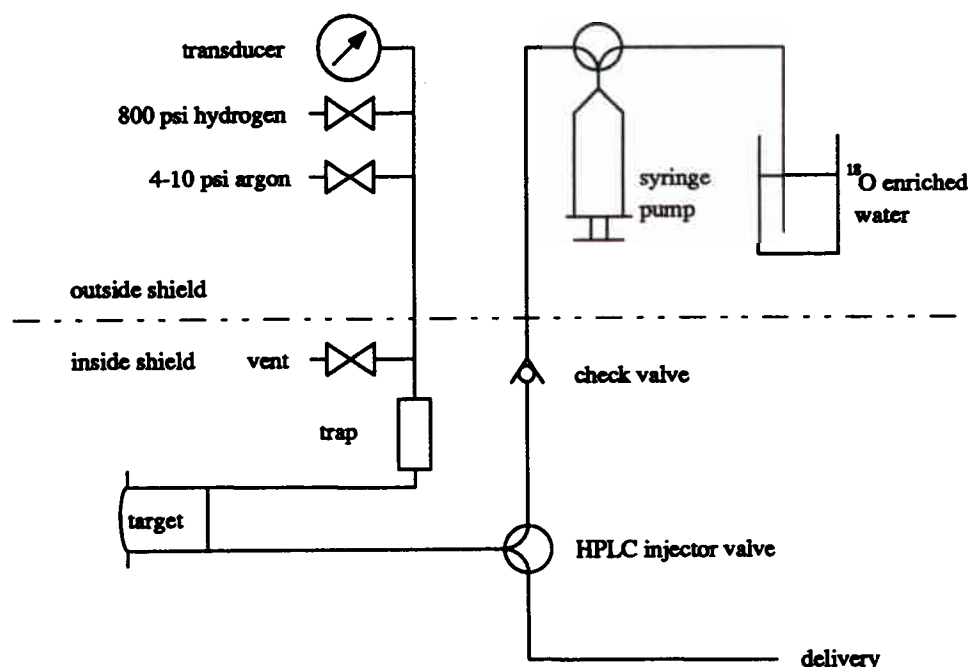 transducer
800 psi hydrogen
4-10 psi argon
syringe
pump
¹⁸O enriched
water
outside shield
inside shield
vent
check valve
trap
target
HPLC injector valve
delivery